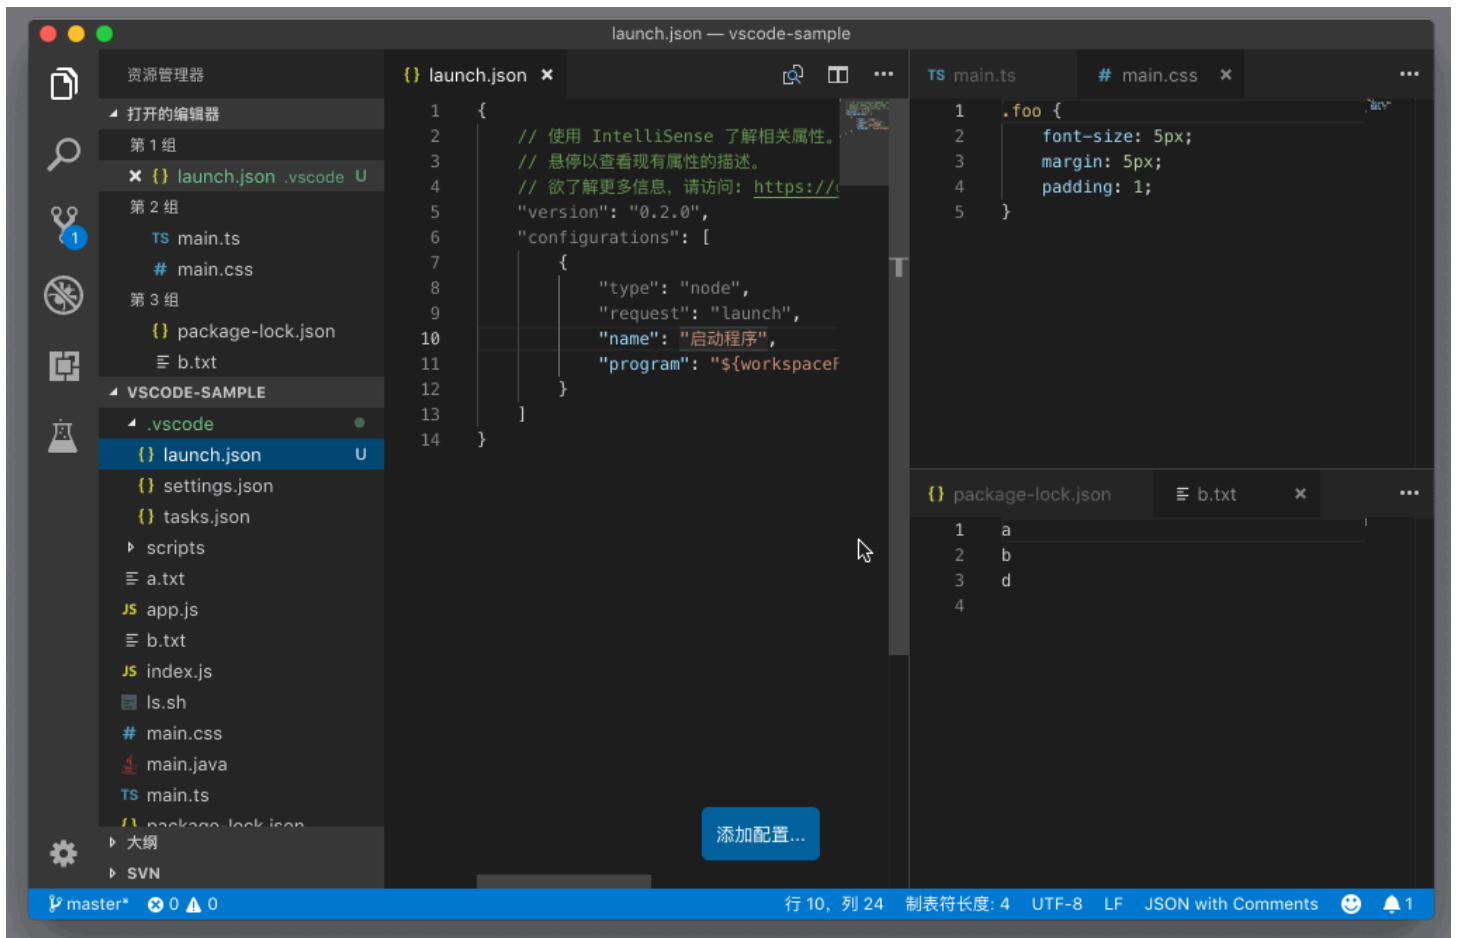 launch.json — vscode-sample
资源管理器
打开的编辑器
第 1 组
launch.json .vscode U
第 2 组
TS main.ts
# main.css
第 3 组
{} package-lock.json
b.txt
VSCODE-SAMPLE
.vscode
{} launch.json U
{} settings.json
{} tasks.json
scripts
a.txt
JS app.js
b.txt
JS index.js
ls.sh
# main.css
main.java
TS main.ts
{} package-lock.json
大纲
SVN
1
{} launch.json
1 {
2 // 使用 IntelliSense 了解相关属性。
3 // 悬停以查看现有属性的描述。
4 // 欲了解更多信息，请访问: https://
5 "version": "0.2.0",
6 "configurations": [
7 {
8 "type": "node",
9 "request": "launch",
10 "name": "启动程序",
11 "program": "${workspaceF
12 }
13 ]
14 }
添加配置...
TS main.ts # main.css
1 .foo {
2 font-size: 5px;
3 margin: 5px;
4 padding: 1;
5 }
{} package-lock.json b.txt
1 a
2 b
3 d
4
master* 0 0 行 10，列 24 制表符长度: 4 UTF-8 LF JSON with Comments 1